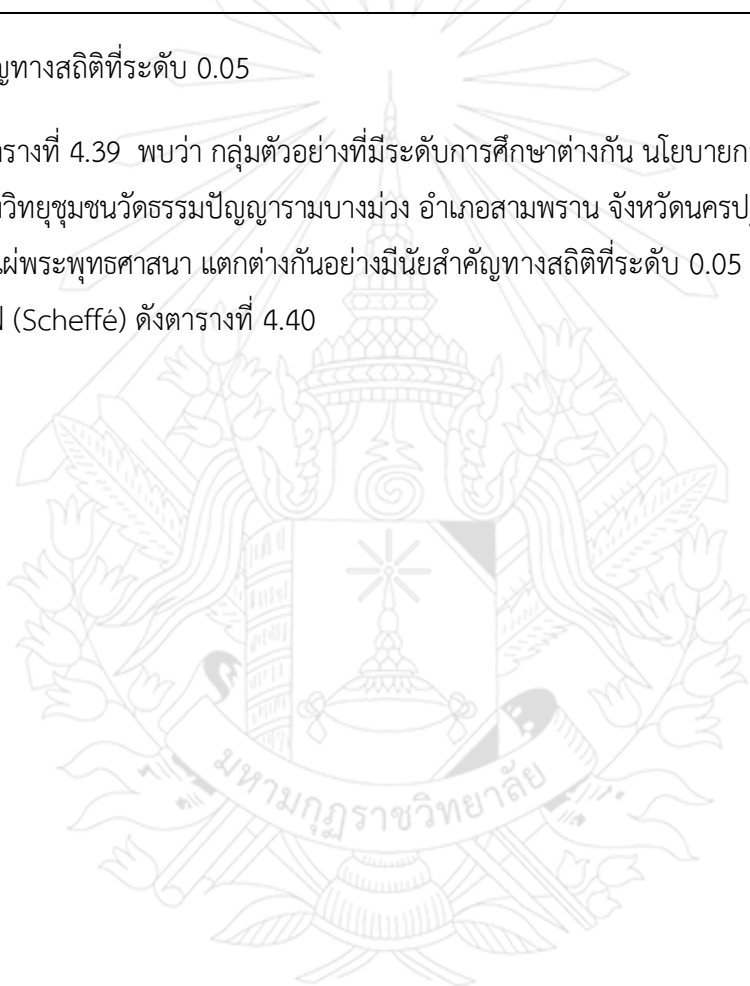 ญทางสถิติที่ระดับ 0.05
ารางที่ 4.39 พบว่า กลุ่มตัวอย่างที่มีระดับการศึกษาต่างกัน นโยบายก
วิทยุชุมชนวัดธรรมปัญญารามบางม่วง อำเภอสามพราน จังหวัดนครป
ผ่พระพุทธศาสนา แตกต่างกันอย่างมีนัยสำคัญทางสถิติที่ระดับ 0.05
(Scheffé) ดังตารางที่ 4.40
มหามกุฏราชวิทยาลัย